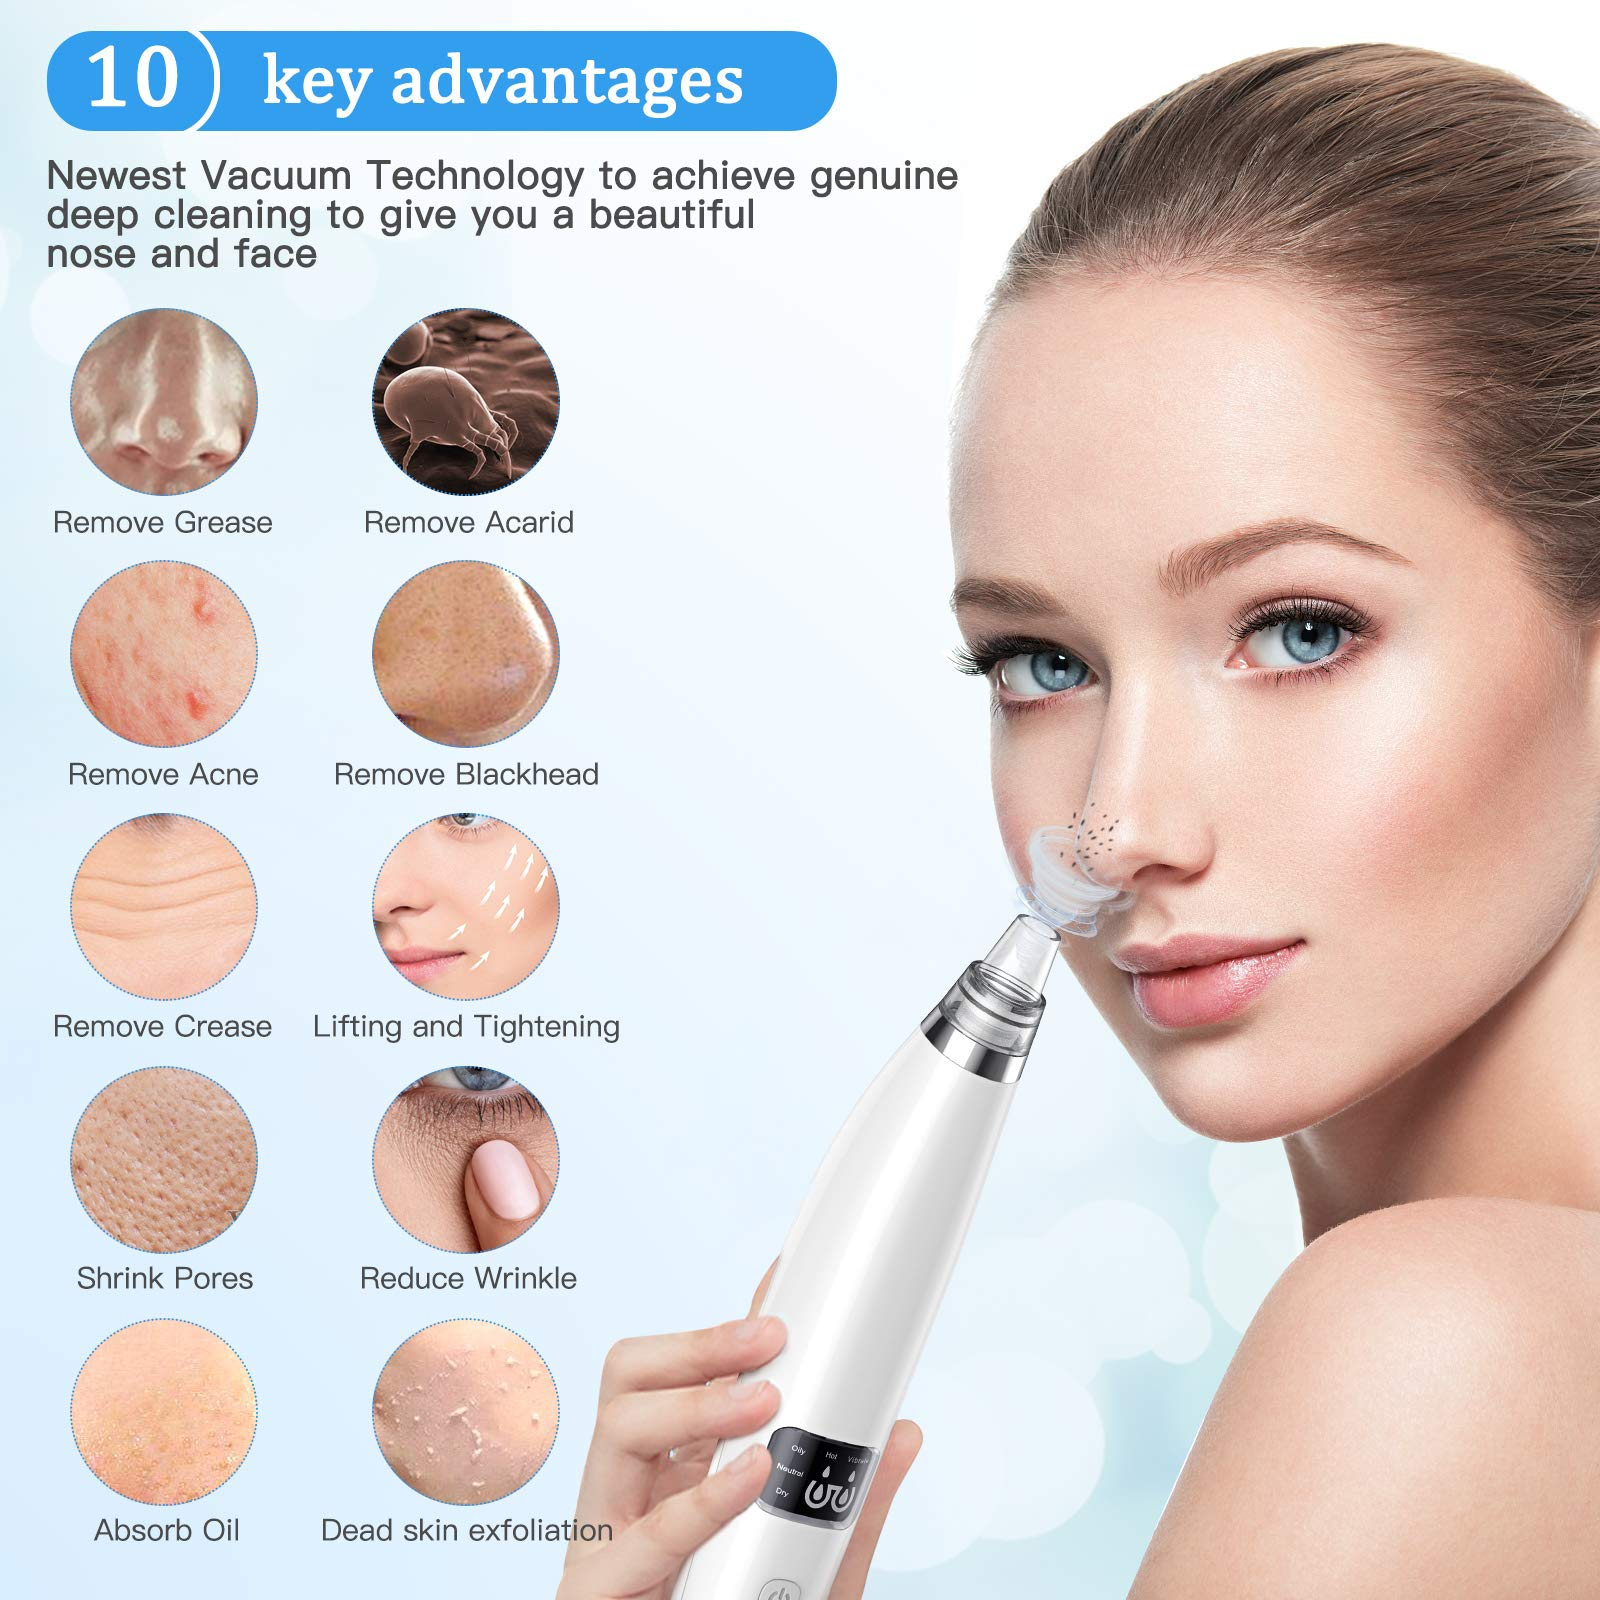 10 key advantages
Newest Vacuum Technology to achieve genuine
deep cleaning to give you a beautiful
nose and face
Remove Grease
Remove Acarid
Remove Acne
Remove Blackhead
Remove Crease
Lifting and Tightening
Shrink Pores
Reduce Wrinkle
Absorb Oil
Dead skin exfoliation
Oily
Hot
Neutral
Dry